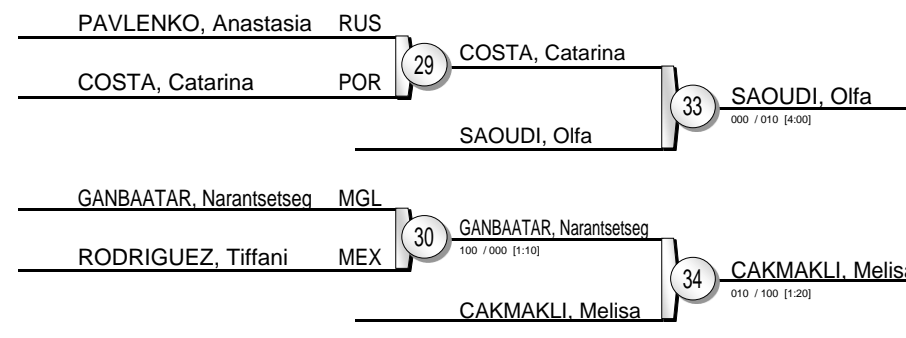 PAVLENKO, Anastasia RUS
29
COSTA, Catarina
COSTA, Catarina POR
33
SAOUDI, Olfa
000 / 010 [4:00]
SAOUDI, Olfa
GANBAATAR, Narantsetseg MGL
30
GANBAATAR, Narantsetseg
100 / 000 [1:10]
RODRIGUEZ, Tiffani MEX
34
CAKMAKLI, Melisa
010 / 100 [1:20]
CAKMAKLI, Melisa